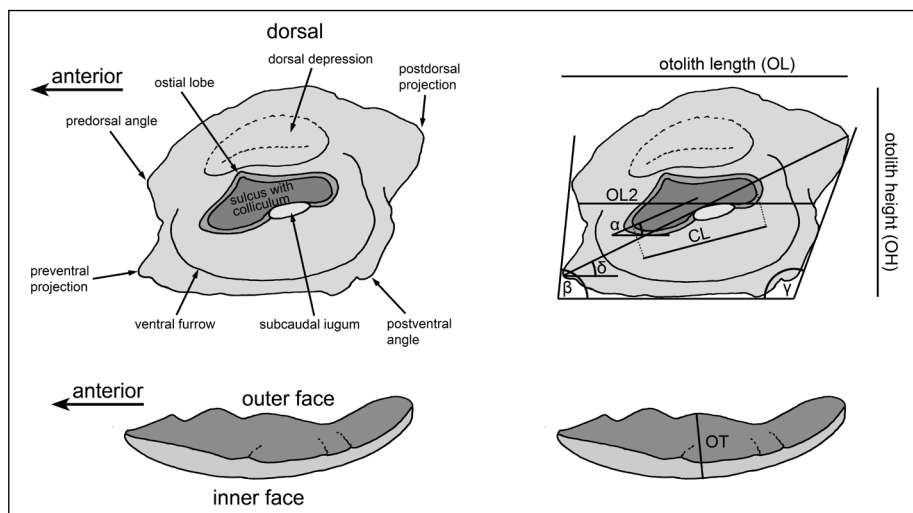 dorsal
anterior
ostial lobe
dorsal depression
postdorsal
projection
predorsal angle
sulcus with
colliculum
preventral
projection
ventral furrow
subcaudal iugum
postventral
angle
otolith length (OL)
otolith height (OH)
OL2
α
CL
δ
β
γ
anterior
outer face
inner face
OT